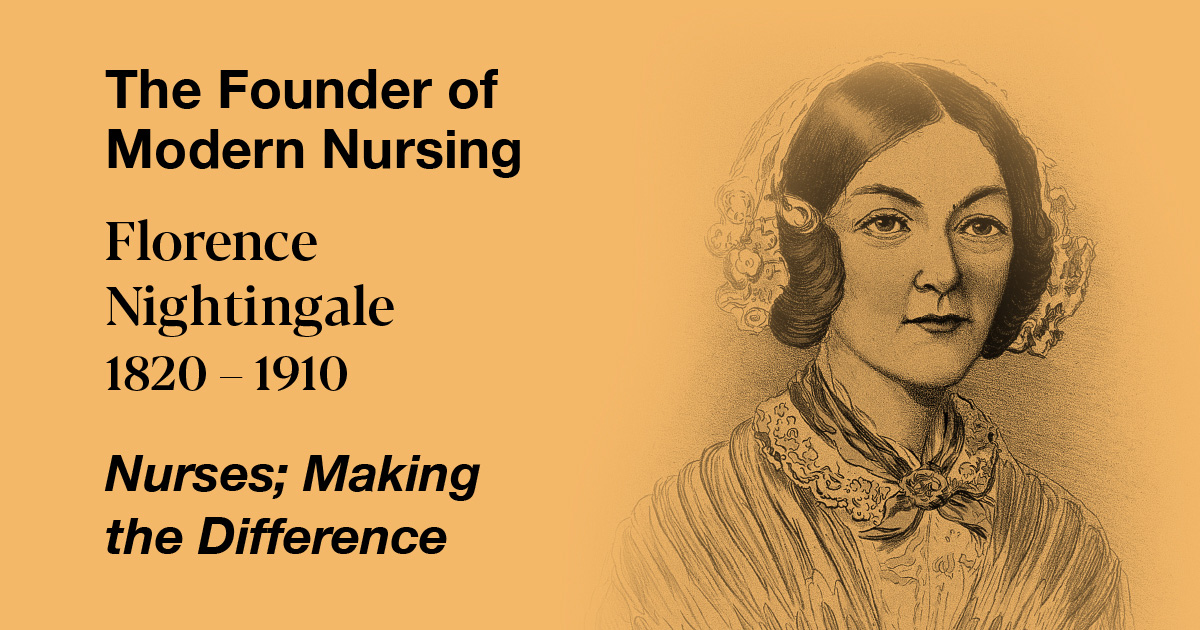 The Founder of
Modern Nursing
Florence
Nightingale
1820 – 1910
Nurses; Making
the Difference